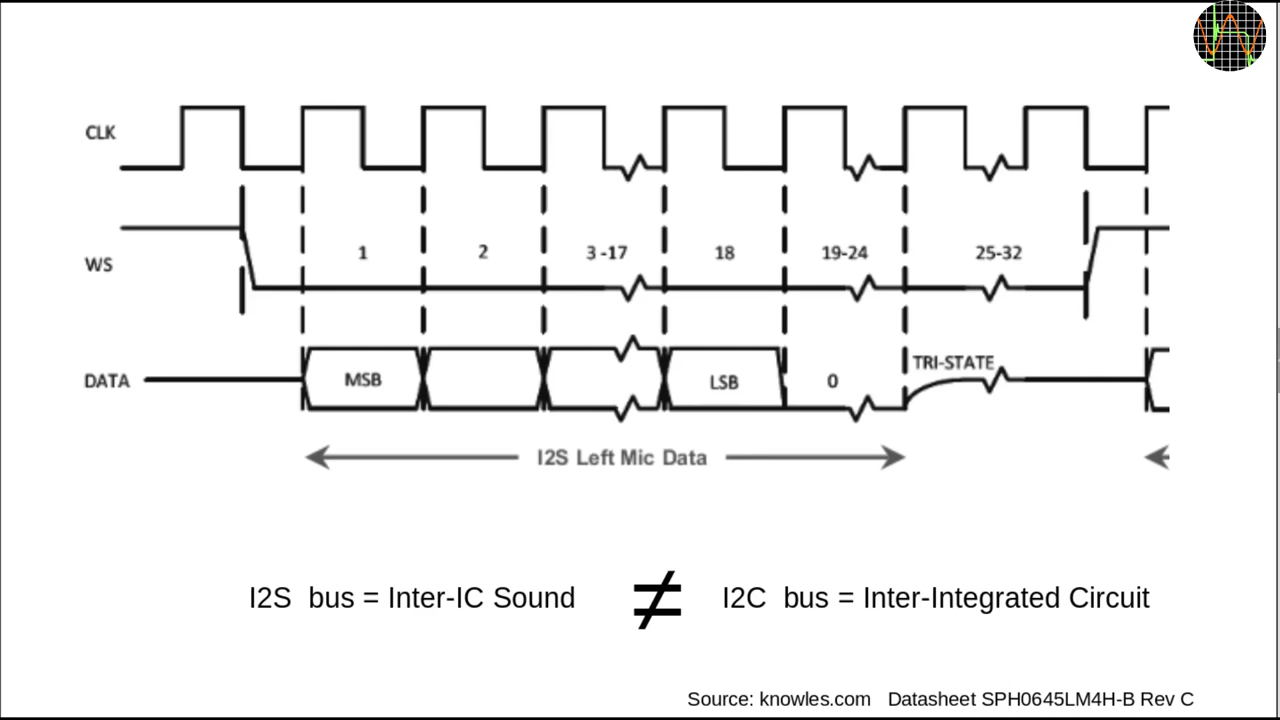 CLK
WS
1 2 3 -17 18 19-24 25-32
TRI-STATE
DATA MSB LSB 0
I2S Left Mic Data
I2S bus = Inter-IC Sound ≠ I2C bus = Inter-Integrated Circuit
Source: knowles.com Datasheet SPH0645LM4H-B Rev C